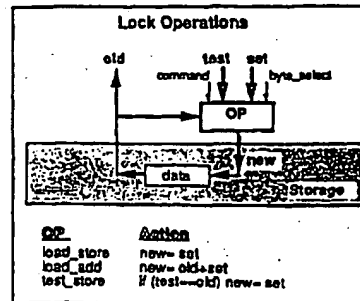 Lock Operations
old
test set
command
byte_select
OP
new
data
Storage
OP Action
load_store new= set
load_add new= old+set
test_store if (test==old) new= set